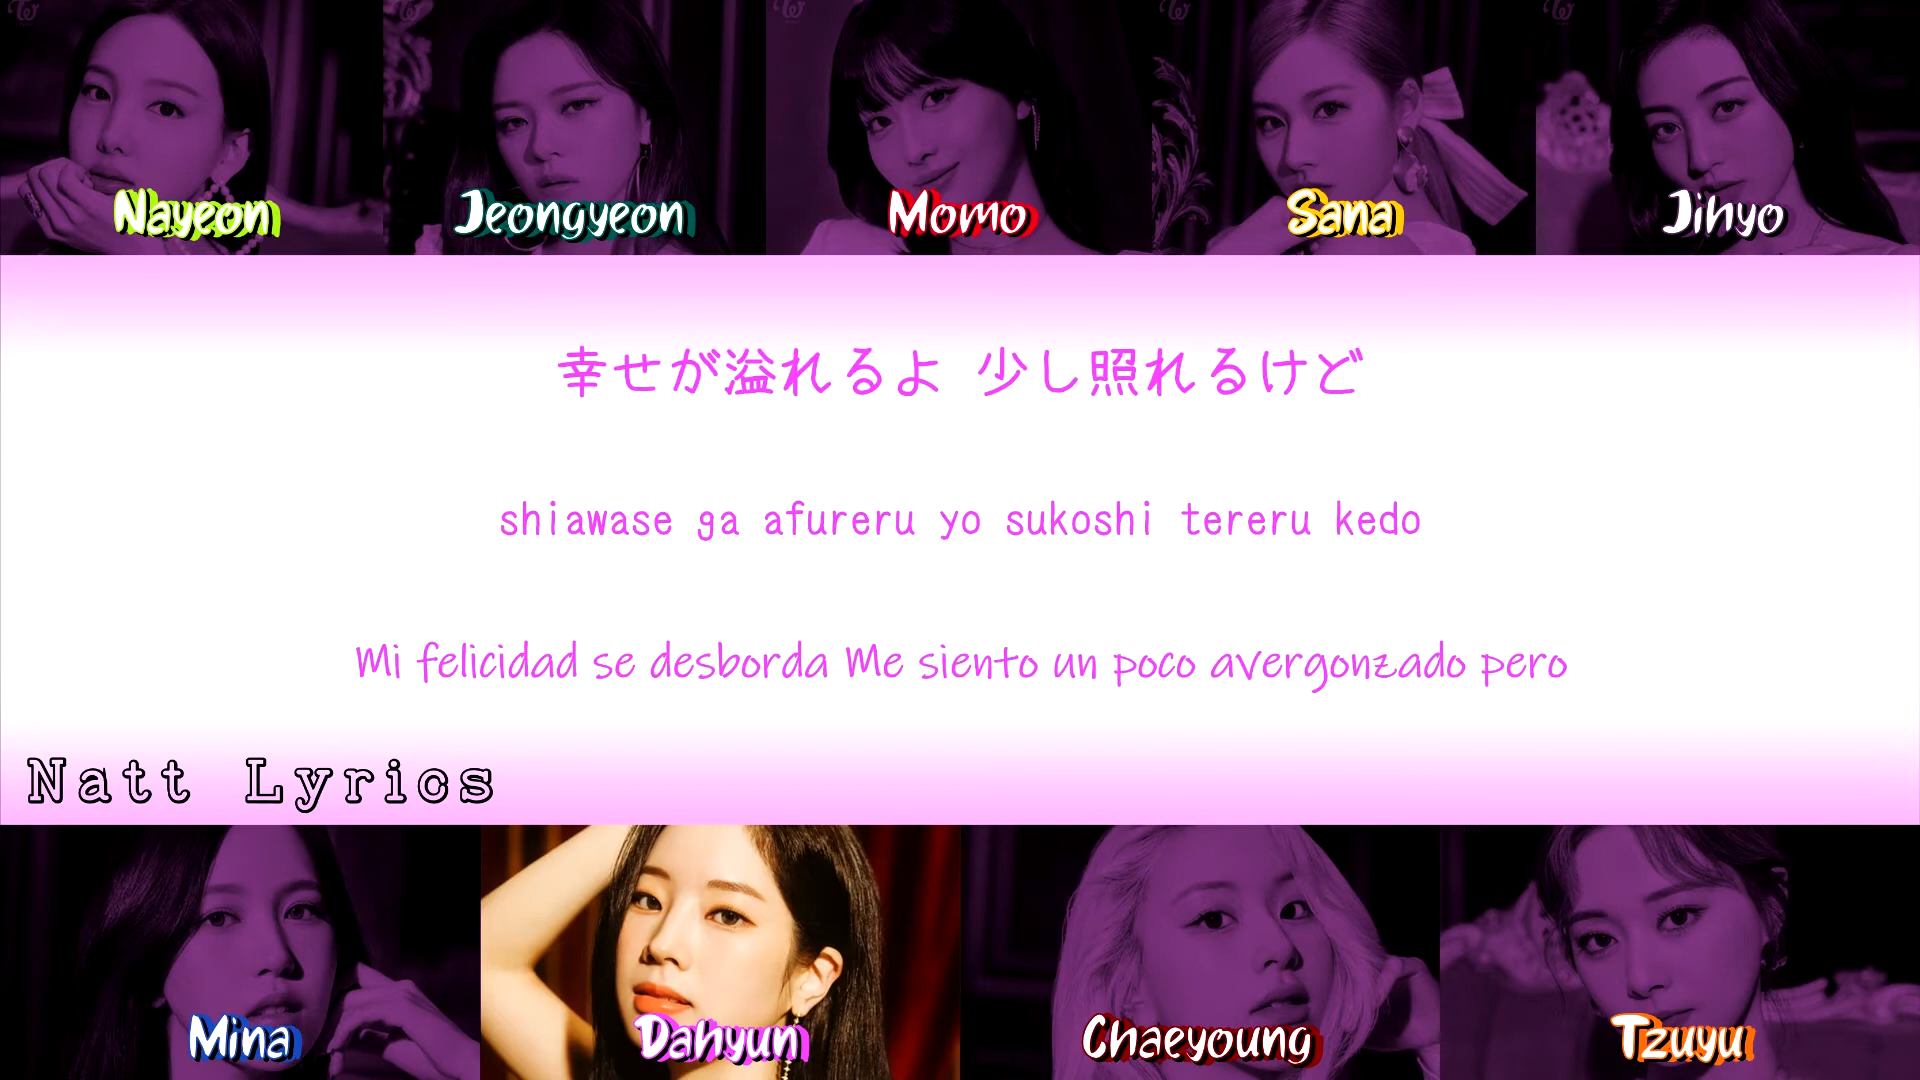 Nayeon
Jeongyeon
Momo
Sana
Jihyo
幸せが溢れるよ 少し照れるけど
shiawase ga afureru yo sukoshi tereru kedo
Mi felicidad se desborda Me siento un poco avergonzado pero
Natt Lyrics
Mina
Dahyun
Chaeyoung
Tzuyu